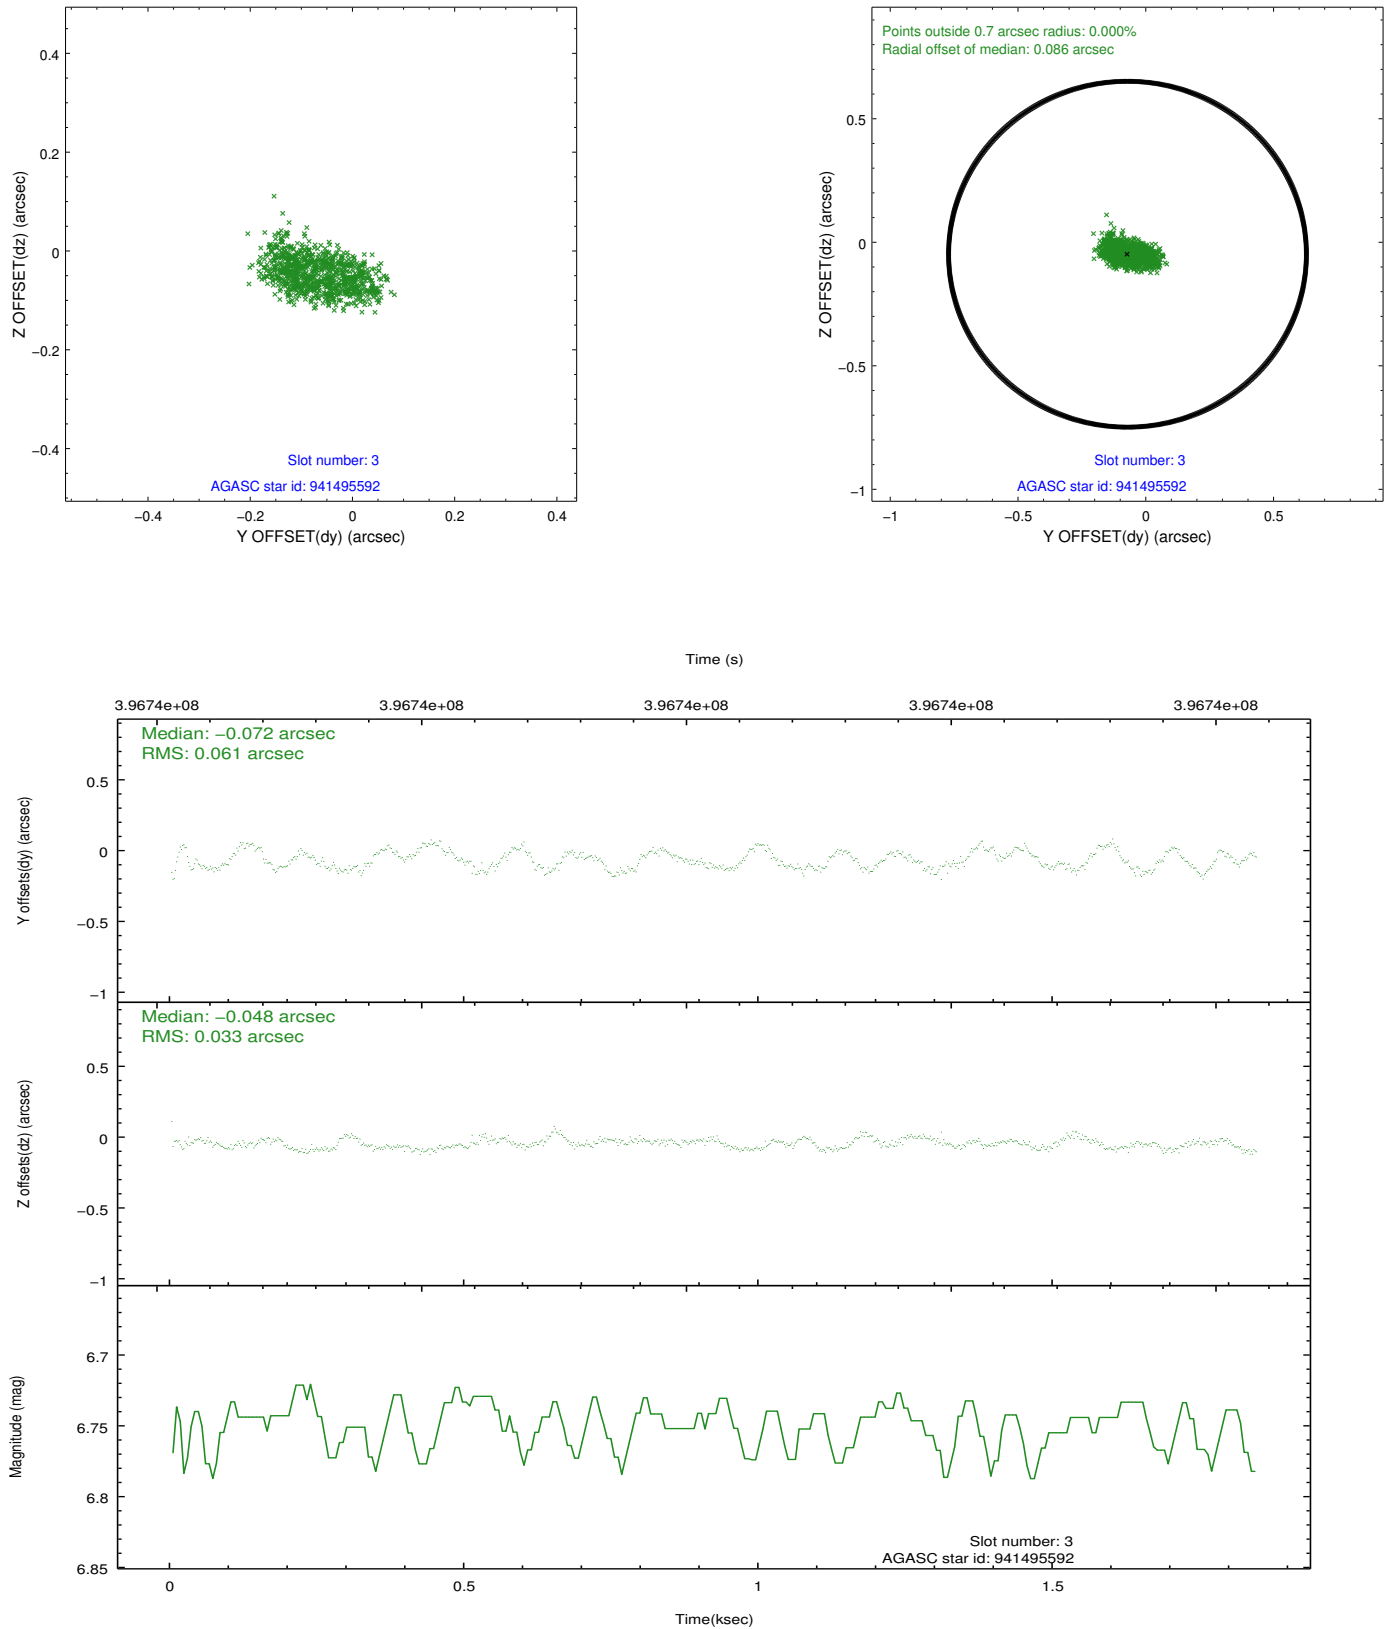 0.4
0.2
0
−0.2
−0.4
Z OFFSET(dz) (arcsec)
Slot number: 3
AGASC star id: 941495592
−0.4 −0.2 0 0.2 0.4
Y OFFSET(dy) (arcsec)
Points outside 0.7 arcsec radius: 0.000%
Radial offset of median: 0.086 arcsec
0.5
0
−0.5
−1
Z OFFSET(dz) (arcsec)
Slot number: 3
AGASC star id: 941495592
−1 −0.5 0 0.5
Y OFFSET(dy) (arcsec)
Time (s)
3.9674e+08 3.9674e+08 3.9674e+08 3.9674e+08 3.9674e+08
Median: −0.072 arcsec
RMS: 0.061 arcsec
0.5
0
−0.5
−1
Y offsets(dy) (arcsec)
Median: −0.048 arcsec
RMS: 0.033 arcsec
0.5
0
−0.5
−1
Z offsets(dz) (arcsec)
6.7
6.75
6.8
6.85
Magnitude (mag)
Slot number: 3
AGASC star id: 941495592
0 0.5 1 1.5
Time(ksec)